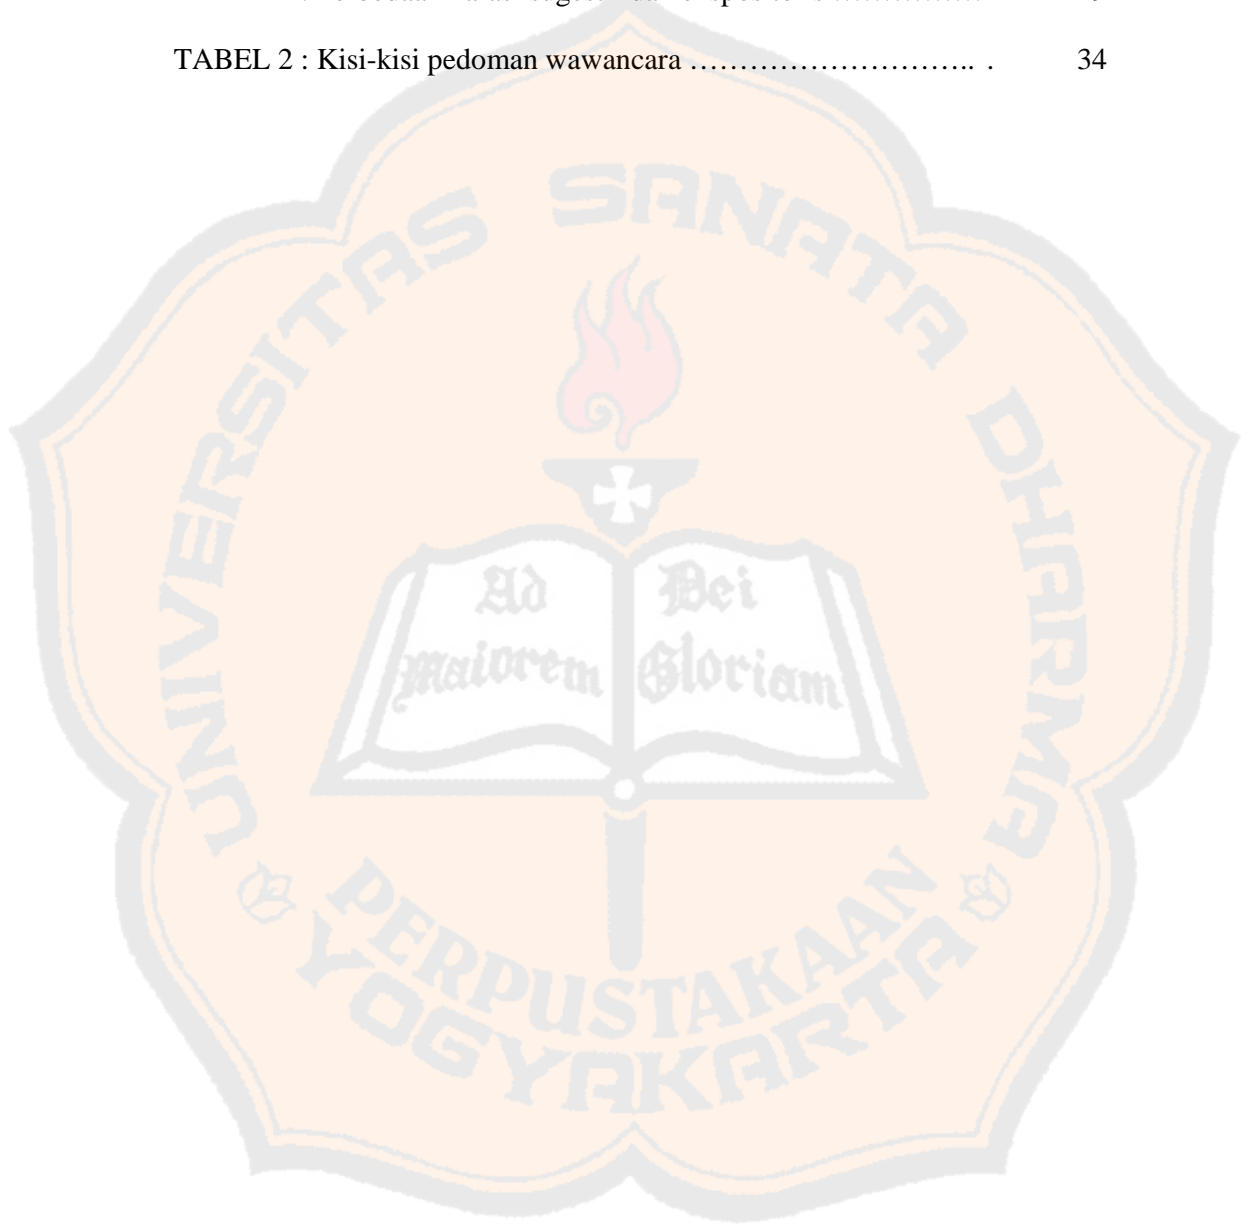 TABEL 2 : Kisi-kisi pedoman wawancara ……………………….. . 34
UNIVERSITAS SANATA DHARMA
Ad Dei
Maiorem Gloriam
PERPUSTAKAAN
YOGYAKARTA